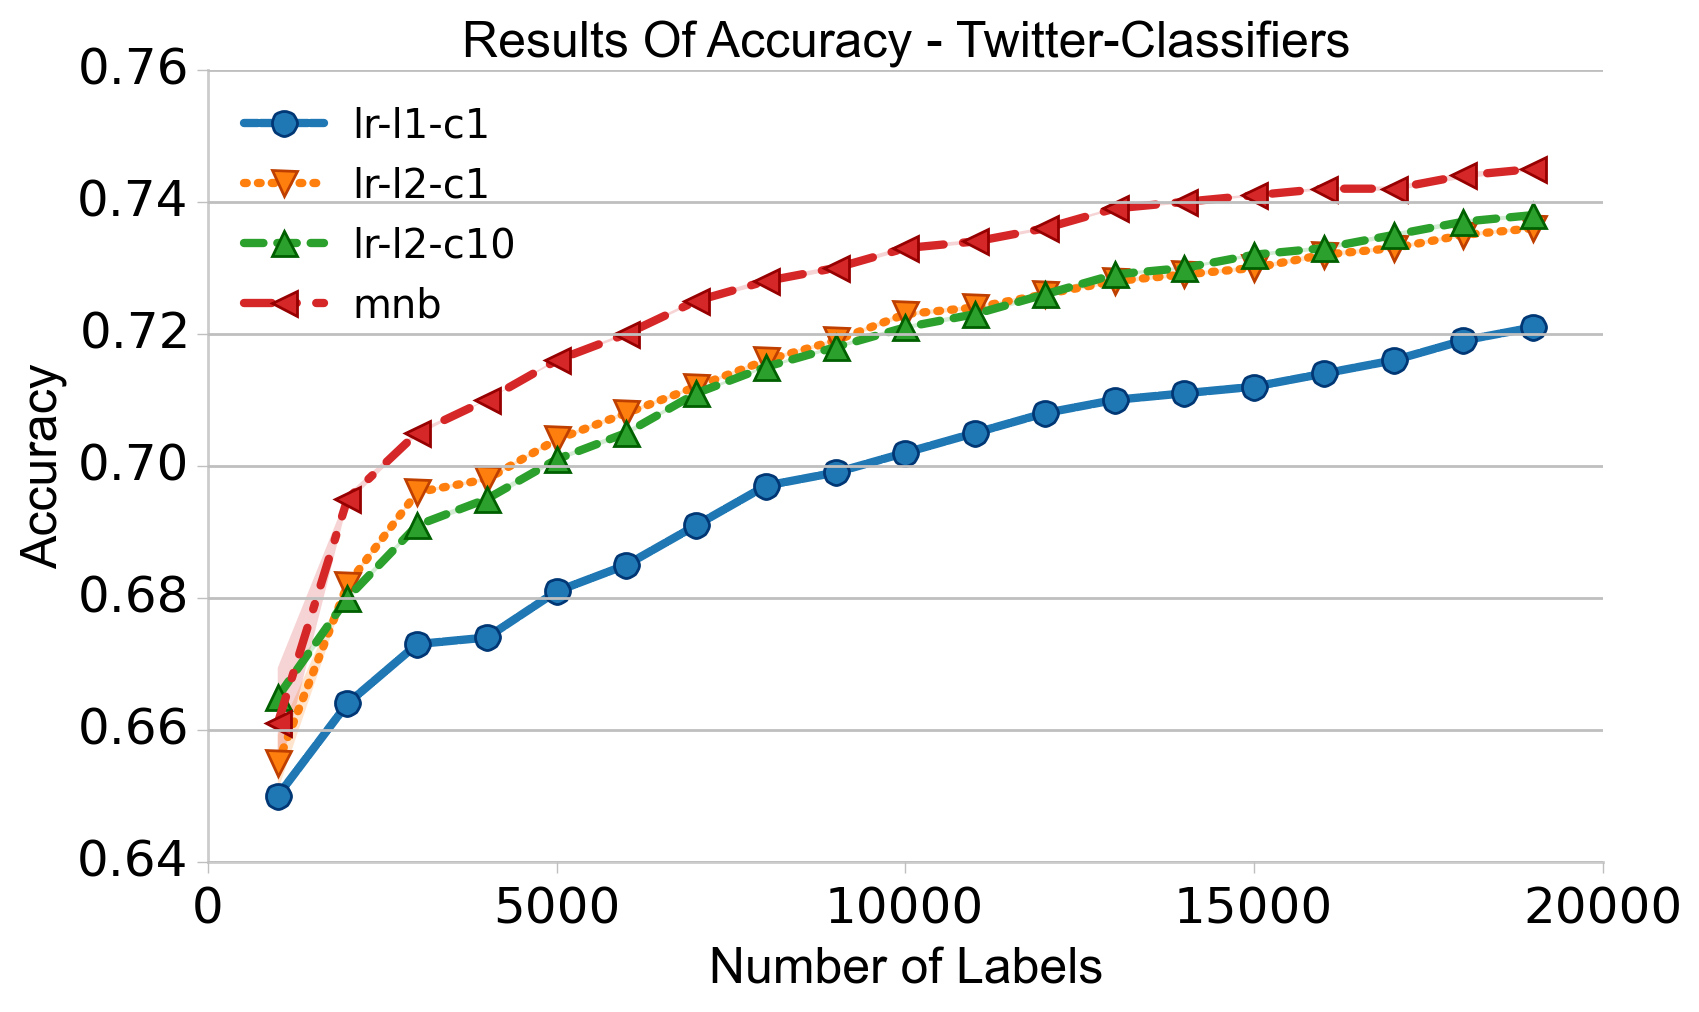 Results Of Accuracy - Twitter-Classifiers
0.76
0.74
0.72
0.70
0.68
0.66
0.64
Accuracy
lr-l1-c1
lr-l2-c1
lr-l2-c10
mnb
0
5000
10000
15000
20000
Number of Labels